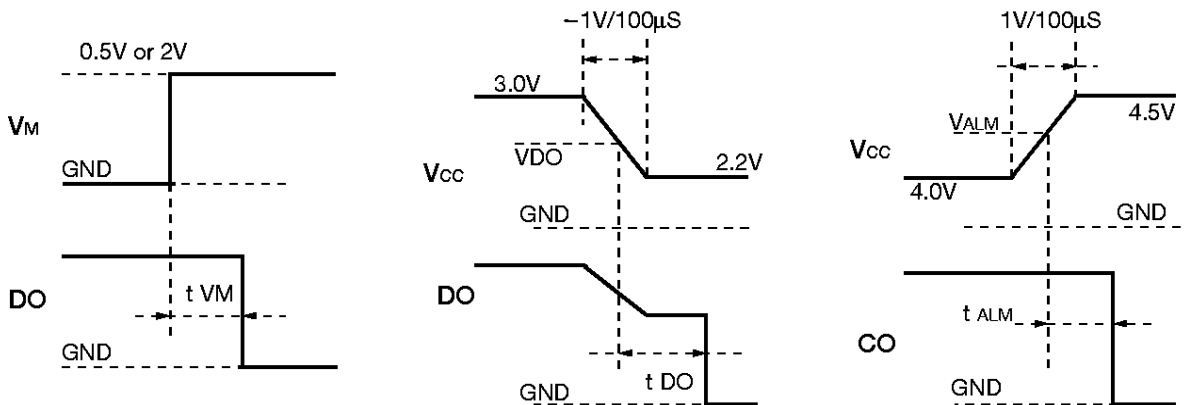 0.5V or 2V
VM
GND
DO
t VM
GND
−1V/100μS
3.0V
VDO
VCC
2.2V
GND
DO
t DO
GND
1V/100μS
VALM
4.5V
VCC
4.0V
GND
t ALM
CO
GND